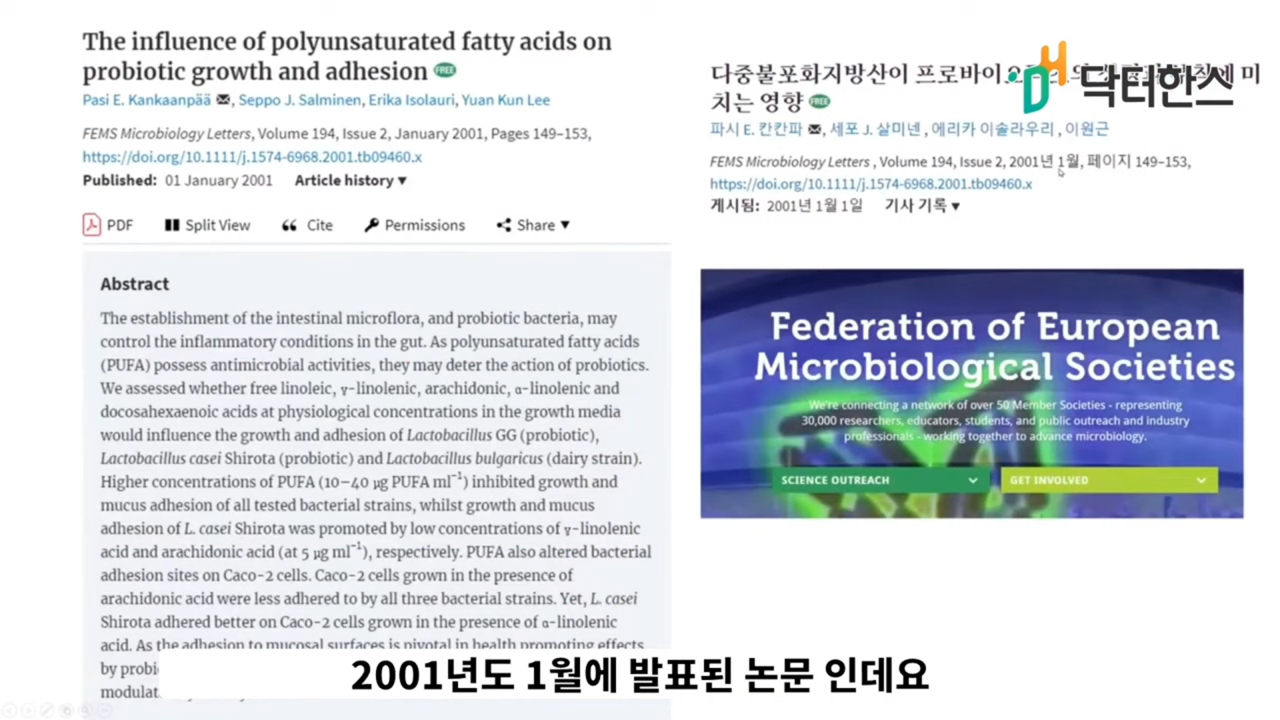 The influence of polyunsaturated fatty acids on
probiotic growth and adhesion FREE
Pasi E. Kankaanpää, Seppo J. Salminen, Erika Isolauri, Yuan Kun Lee
FEMS Microbiology Letters, Volume 194, Issue 2, January 2001, Pages 149–153,
https://doi.org/10.1111/j.1574-6968.2001.tb09460.x
Published: 01 January 2001 Article history ▼
PDF Split View Cite Permissions Share ▼
Abstract
The establishment of the intestinal microflora, and probiotic bacteria, may
control the inflammatory conditions in the gut. As polyunsaturated fatty acids
(PUFA) possess antimicrobial activities, they may deter the action of probiotics.
We assessed whether free linoleic, γ-linolenic, arachidonic, α-linolenic and
docosahexaenoic acids at physiological concentrations in the growth media
would influence the growth and adhesion of Lactobacillus GG (probiotic),
Lactobacillus casei Shirota (probiotic) and Lactobacillus bulgaricus (dairy strain).
Higher concentrations of PUFA (10–40 μg PUFA ml⁻¹) inhibited growth and
mucus adhesion of all tested bacterial strains, whilst growth and mucus
adhesion of L. casei Shirota was promoted by low concentrations of γ-linolenic
acid and arachidonic acid (at 5 μg ml⁻¹), respectively. PUFA also altered bacterial
adhesion sites on Caco-2 cells. Caco-2 cells grown in the presence of
arachidonic acid were less adhered to by all three bacterial strains. Yet, L. casei
Shirota adhered better on Caco-2 cells grown in the presence of α-linolenic
acid. As the adhesion to mucosal surfaces is pivotal in health promoting effects
by
다중불포화지방산이 프로바이 미
치는 영향 FREE
파시 E. 칸칸파, 세포 J. 살미넨, 에리카 이솔라우리, 이원근
FEMS Microbiology Letters , Volume 194, Issue 2, 2001년 1월, 페이지 149–153,
https://doi.org/10.1111/j.1574-6968.2001.tb09460.x
게시됨: 2001년 1월 1일 기사 기록 ▼
닥터한스
Federation of European
Microbiological Societies
We're connecting a network of over 50 Member Societies - representing
30,000 researchers, educators, students, and public outreach and industry
professionals - working together to advance microbiology.
SCIENCE OUTREACH
GET INVOLVED
2001년도 1월에 발표된 논문 인데요